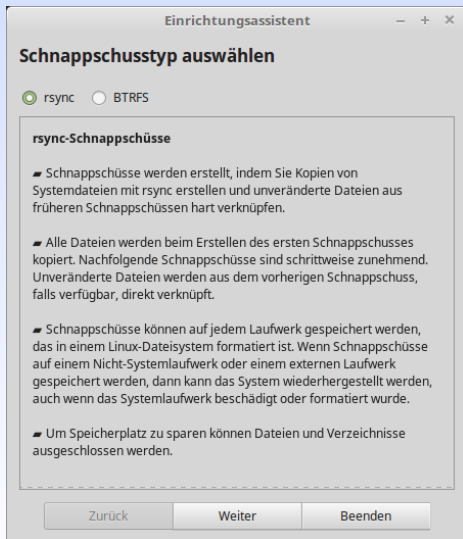 Einrichtungsassistent
Schnappschusstyp auswählen
rsync BTRFS
rsync-Schnappschüsse
▰ Schnappschüsse werden erstellt, indem Sie Kopien von
Systemdateien mit rsync erstellen und unveränderte Dateien aus
früheren Schnappschüssen hart verknüpfen.
▰ Alle Dateien werden beim Erstellen des ersten Schnappschusses
kopiert. Nachfolgende Schnappschüsse sind schrittweise zunehmend.
Unveränderte Dateien werden aus dem vorherigen Schnappschuss,
falls verfügbar, direkt verknüpft.
▰ Schnappschüsse können auf jedem Laufwerk gespeichert werden,
das in einem Linux-Dateisystem formatiert ist. Wenn Schnappschüsse
auf einem Nicht-Systemlaufwerk oder einem externen Laufwerk
gespeichert werden, dann kann das System wiederhergestellt werden,
auch wenn das Systemlaufwerk beschädigt oder formatiert wurde.
▰ Um Speicherplatz zu sparen können Dateien und Verzeichnisse
ausgeschlossen werden.
Zurück Weiter Beenden